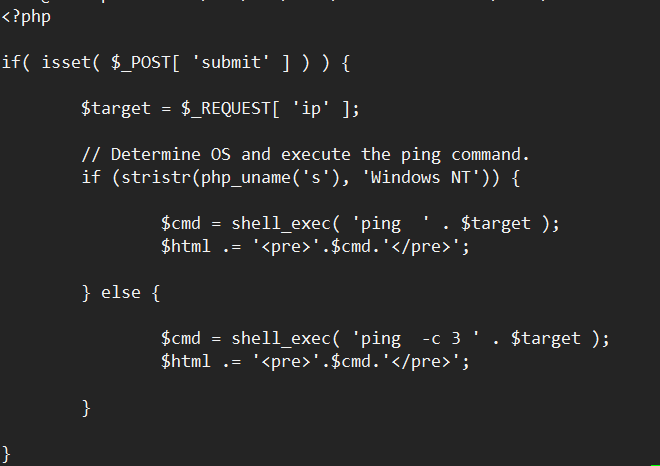 <?php
if( isset( $_POST[ 'submit' ] ) ) {
$target = $_REQUEST[ 'ip' ];
// Determine OS and execute the ping command.
if (stristr(php_uname('s'), 'Windows NT')) {
$cmd = shell_exec( 'ping  ' . $target );
$html .= '<pre>'.$cmd.'</pre>';
} else {
$cmd = shell_exec( 'ping  -c 3 ' . $target );
$html .= '<pre>'.$cmd.'</pre>';
}
}